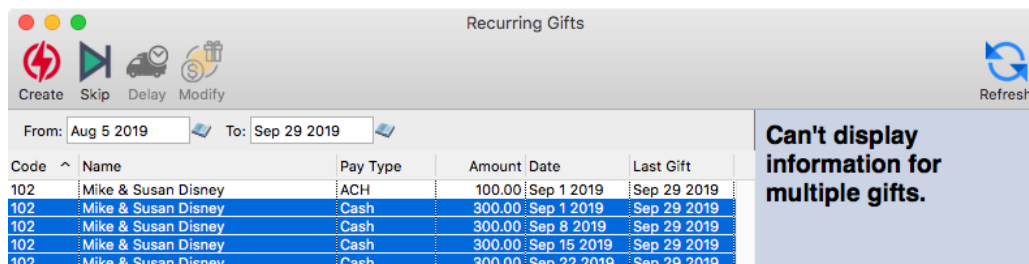 Recurring Gifts
Create Skip Delay Modify Refresh
From: Aug 5 2019 To: Sep 29 2019
Code Name Pay Type Amount Date Last Gift
102 Mike & Susan Disney ACH 100.00 Sep 1 2019 Sep 29 2019
102 Mike & Susan Disney Cash 300.00 Sep 1 2019 Sep 29 2019
102 Mike & Susan Disney Cash 300.00 Sep 8 2019 Sep 29 2019
102 Mike & Susan Disney Cash 300.00 Sep 15 2019 Sep 29 2019
102 Mike & Susan Disney Cash 300.00 Sep 22 2019 Sep 29 2019
Can't display
information for
multiple gifts.